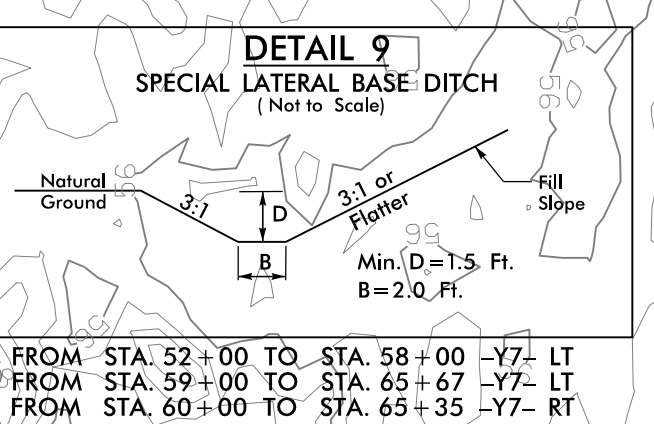 DETAIL 9
SPECIAL LATERAL BASE DITCH
( Not to Scale)
Natural
Ground
3:1
D
B
3:1 or
Flatter
Fill
Slope
Min. D=1.5 Ft.
B=2.0 Ft.
56
56
FROM STA. 52+00 TO STA. 58+00 -Y7- LT
FROM STA. 59+00 TO STA. 65+67 -Y7- LT
FROM STA. 60+00 TO STA. 65+35 -Y7- RT